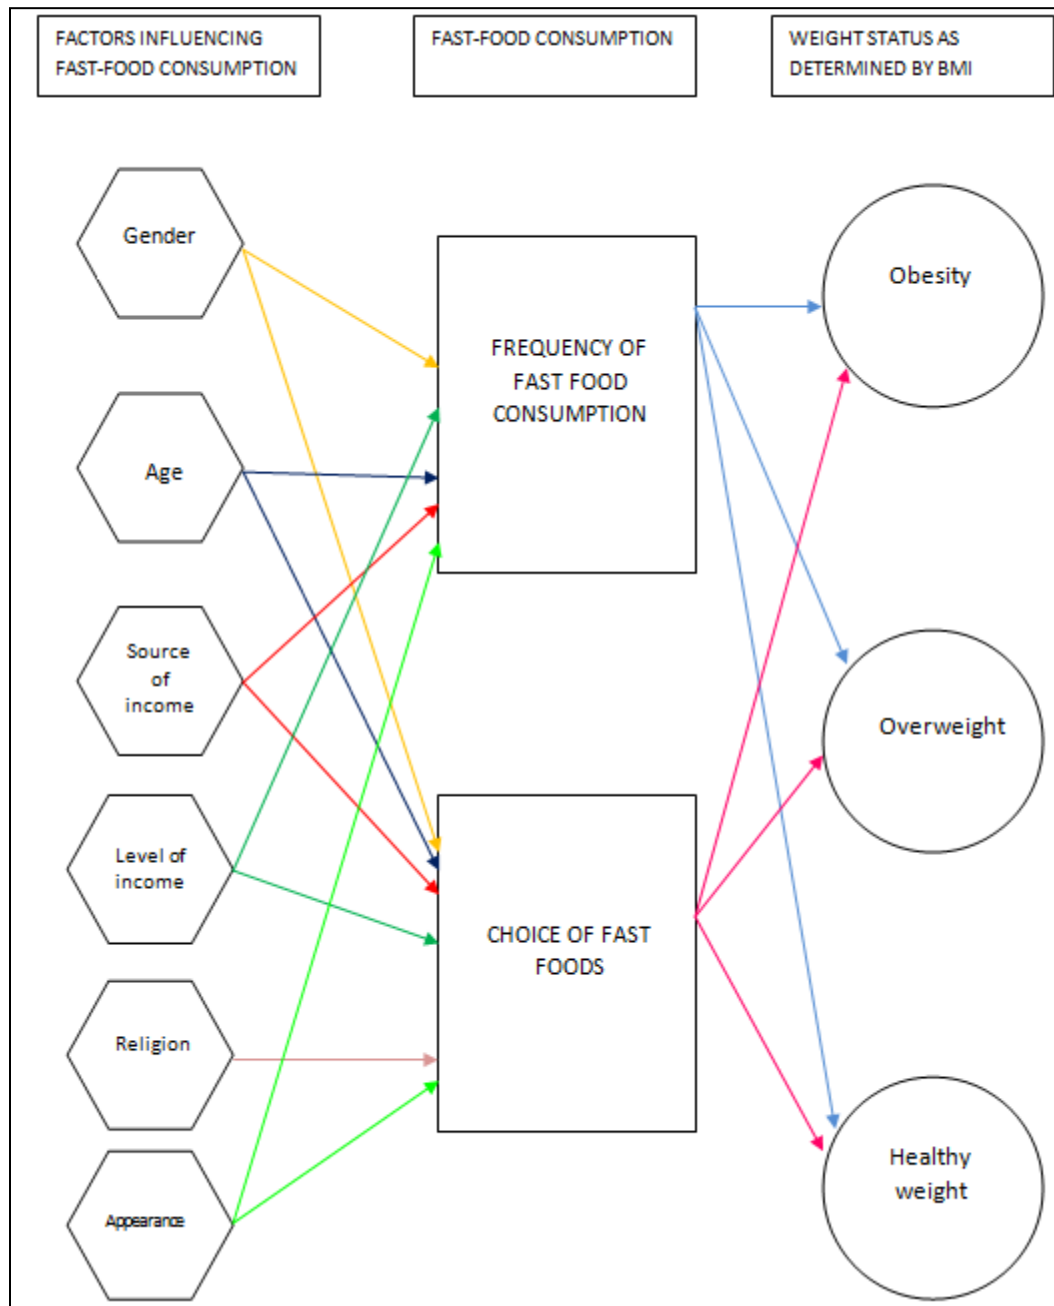 FACTORS INFLUENCING
FAST-FOOD CONSUMPTION
FAST-FOOD CONSUMPTION
WEIGHT STATUS AS
DETERMINED BY BMI
Gender
Age
Source
of
income
Level of
income
Religion
Appearance
FREQUENCY OF
FAST FOOD
CONSUMPTION
CHOICE OF FAST
FOODS
Obesity
Overweight
Healthy
weight